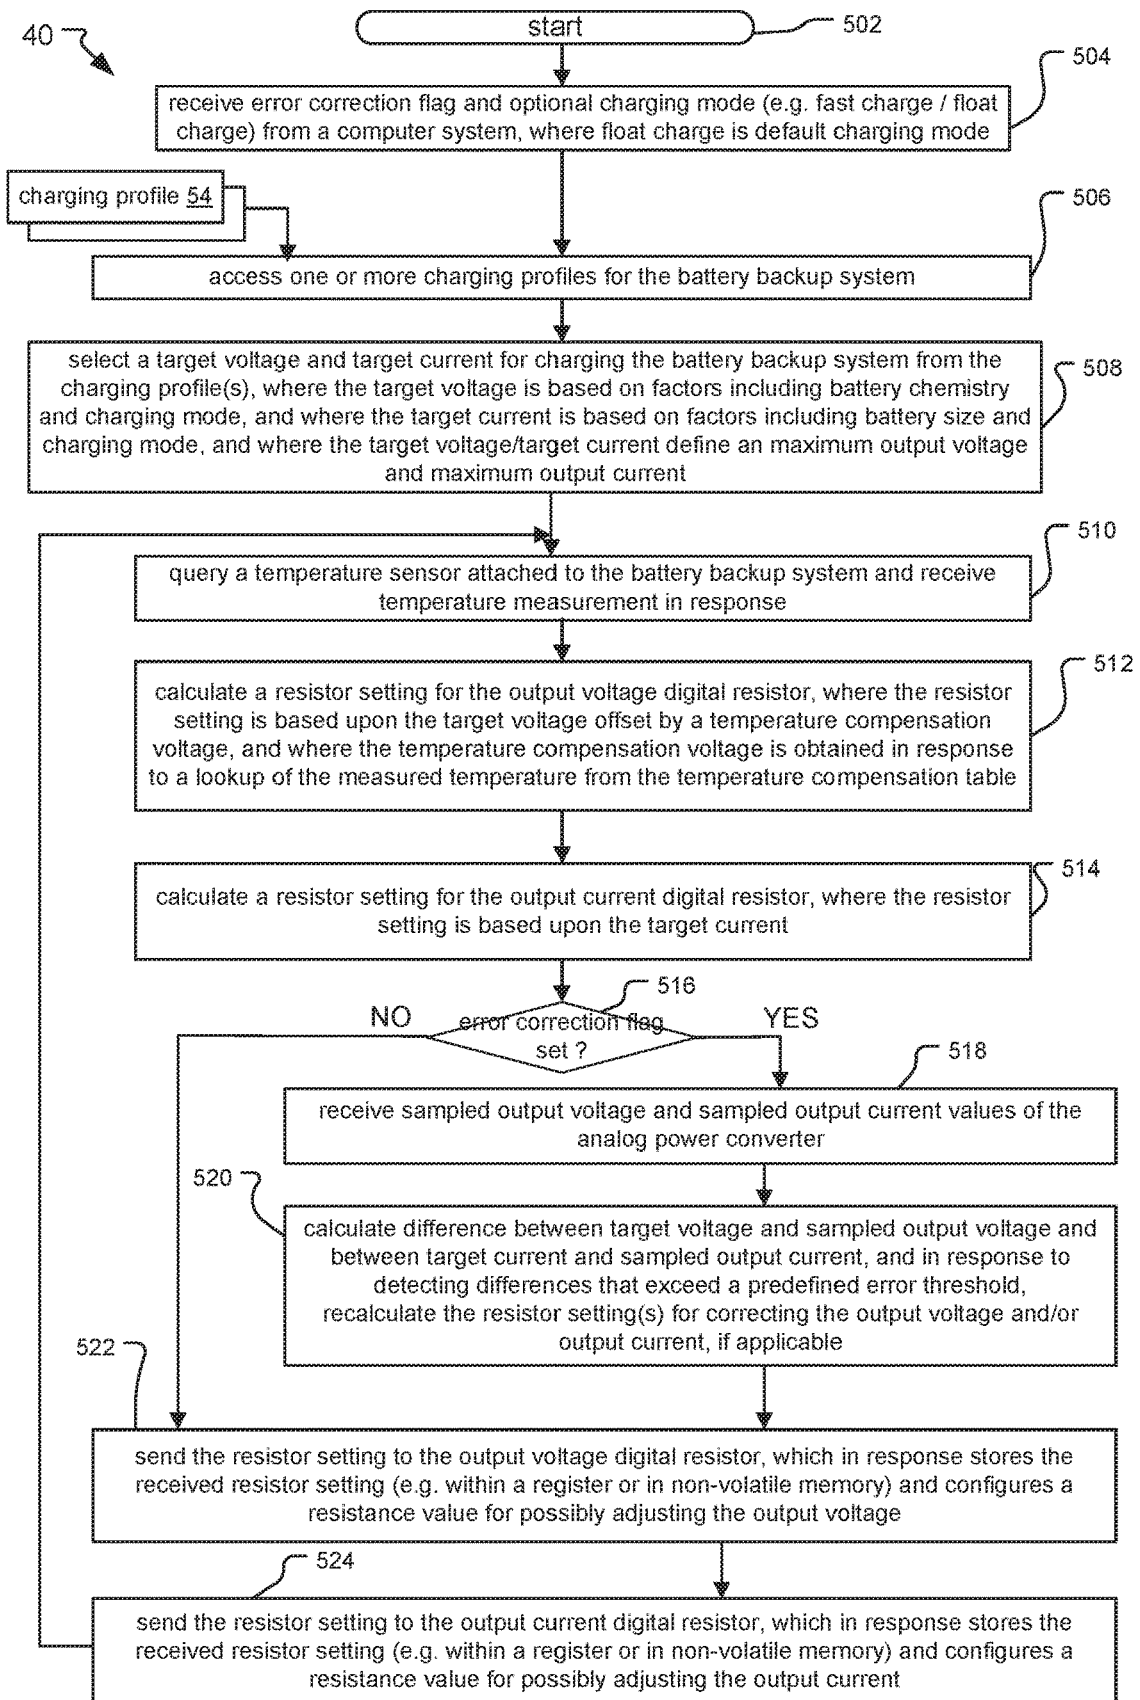 40
start
502
504
receive error correction flag and optional charging mode (e.g. fast charge / float
charge) from a computer system, where float charge is default charging mode
charging profile 54
506
access one or more charging profiles for the battery backup system
508
select a target voltage and target current for charging the battery backup system from the
charging profile(s), where the target voltage is based on factors including battery chemistry
and charging mode, and where the target current is based on factors including battery size and
charging mode, and where the target voltage/target current define an maximum output voltage
and maximum output current
510
query a temperature sensor attached to the battery backup system and receive
temperature measurement in response
512
calculate a resistor setting for the output voltage digital resistor, where the resistor
setting is based upon the target voltage offset by a temperature compensation
voltage, and where the temperature compensation voltage is obtained in response
to a lookup of the measured temperature from the temperature compensation table
514
calculate a resistor setting for the output current digital resistor, where the resistor
setting is based upon the target current
516
NO
error correction flag
set ?
YES
518
receive sampled output voltage and sampled output current values of the
analog power converter
520
calculate difference between target voltage and sampled output voltage and
between target current and sampled output current, and in response to
detecting differences that exceed a predefined error threshold,
recalculate the resistor setting(s) for correcting the output voltage and/or
output current, if applicable
522
send the resistor setting to the output voltage digital resistor, which in response stores the
received resistor setting (e.g. within a register or in non-volatile memory) and configures a
resistance value for possibly adjusting the output voltage
524
send the resistor setting to the output current digital resistor, which in response stores the
received resistor setting (e.g. within a register or in non-volatile memory) and configures a
resistance value for possibly adjusting the output current